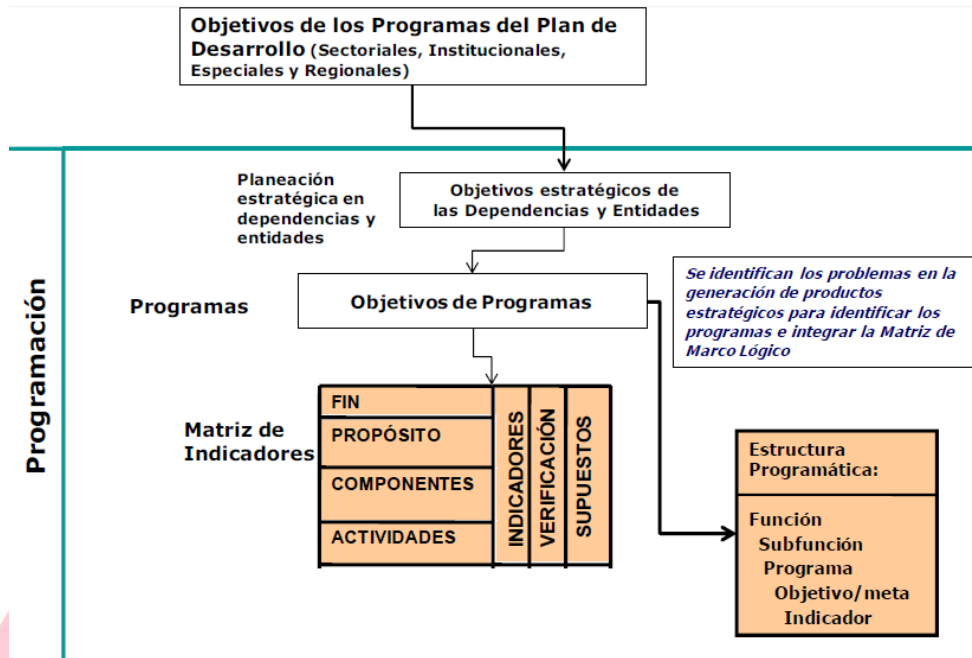 Objetivos de los Programas del Plan de
Desarrollo (Sectoriales, Institucionales,
Especiales y Regionales)
Programación
Planeación
estratégica en
dependencias y
entidades
Objetivos estratégicos de
las Dependencias y Entidades
Programas
Objetivos de Programas
Se identifican los problemas en la
generación de productos
estratégicos para identificar los
programas e integrar la Matriz de
Marco Lógico
Matriz de
Indicadores
FIN
PROPÓSITO
COMPONENTES
ACTIVIDADES
INDICADORES
VERIFICACIÓN
SUPUESTOS
Estructura
Programática:
Función
Subfunción
Programa
Objetivo/meta
Indicador